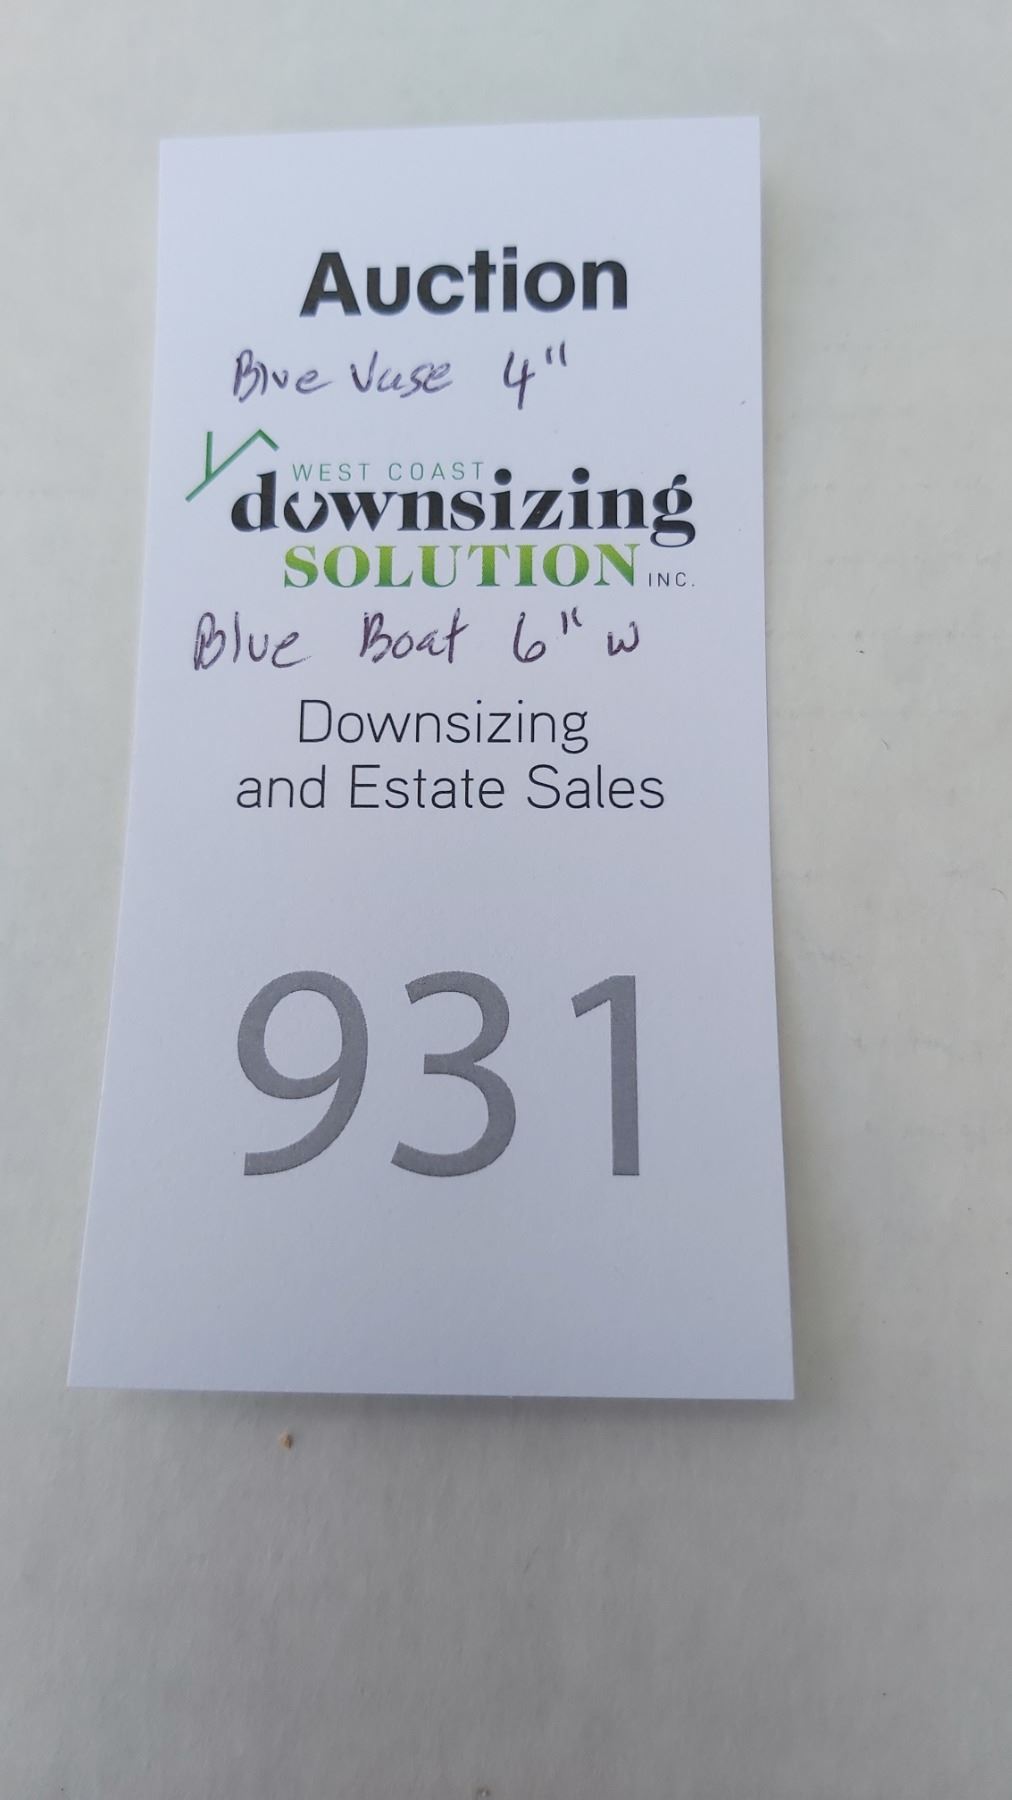 Auction
Blue Vase 4"
WEST COAST
downsizing
SOLUTION INC.
Blue Boat 6" w
Downsizing
and Estate Sales
931